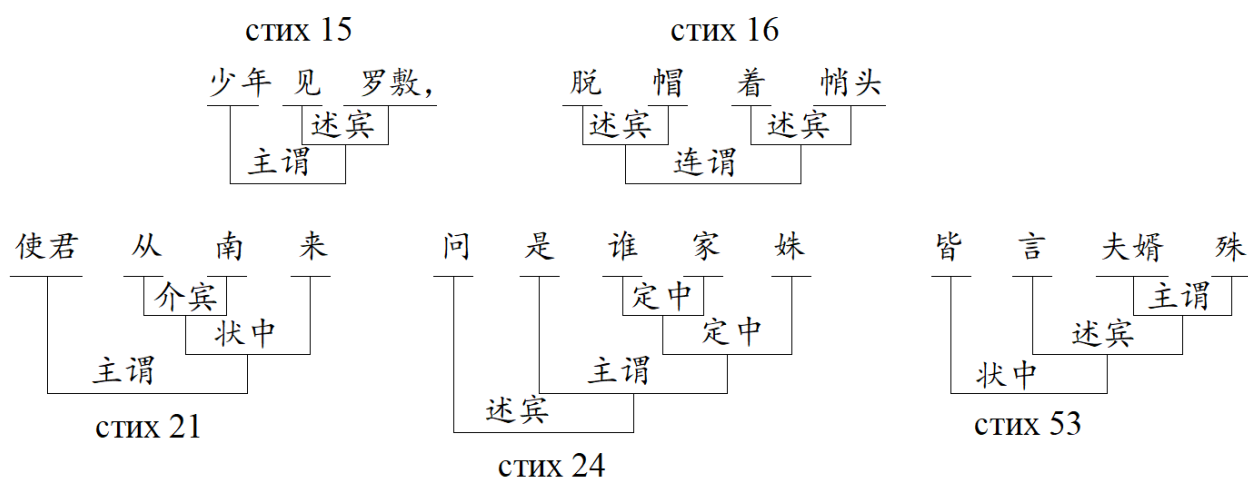 стих 15
стих 16
少年 见 罗敷，
脱 帽 着 帩头
述宾
述宾 述宾
主谓
连谓
使君 从 南 来
问 是 谁 家 姝
皆 言 夫婿 殊
介宾
定中
主谓
状中
定中
述宾
主谓
主谓
状中
述宾
стих 21
стих 24
стих 53